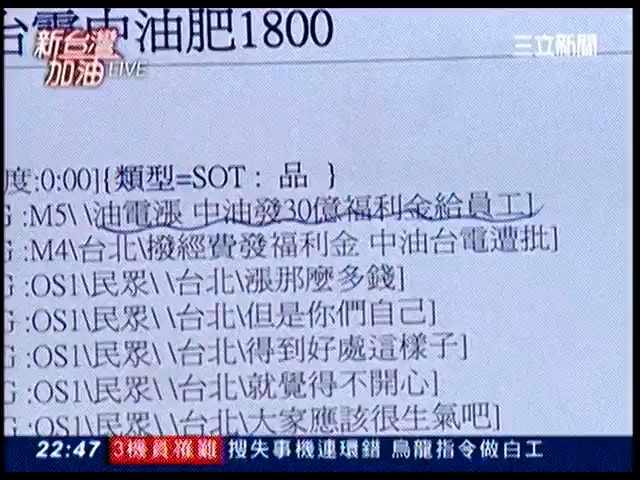 台電中油肥1800
新台灣
加油
LIVE
三立新聞
度:0:00]{類型=SOT : 品 }
G :M5\ \油電漲 中油發30億福利金給員工]
G :M4\台北\撥經費發福利金 中油台電遭批]
G :OS1\民眾\ \台北\漲那麼多錢]
G :OS1\民眾\ \台北\但是你們自己]
G :OS1\民眾\ \台北\得到好處這樣子]
G :OS1\民眾\ \台北\就覺得不開心]
G :OS1\民眾\ \台北\大家應該很生氣吧]
22:47 3機員罹難 搜失事機連環錯 烏龍指令做白工